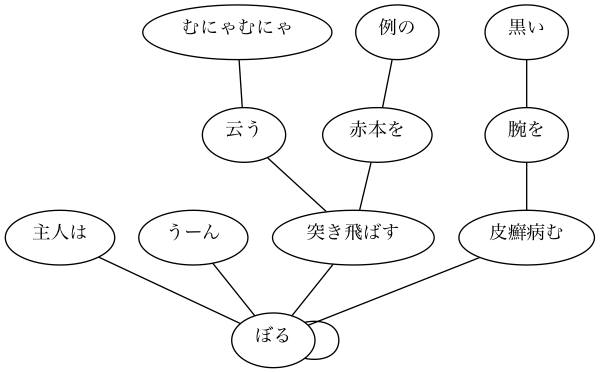 むにゃむにゃ 例の 黒い
云う 赤本を 腕を
主人は うーん 突き飛ばす 皮癬病む
ぼる